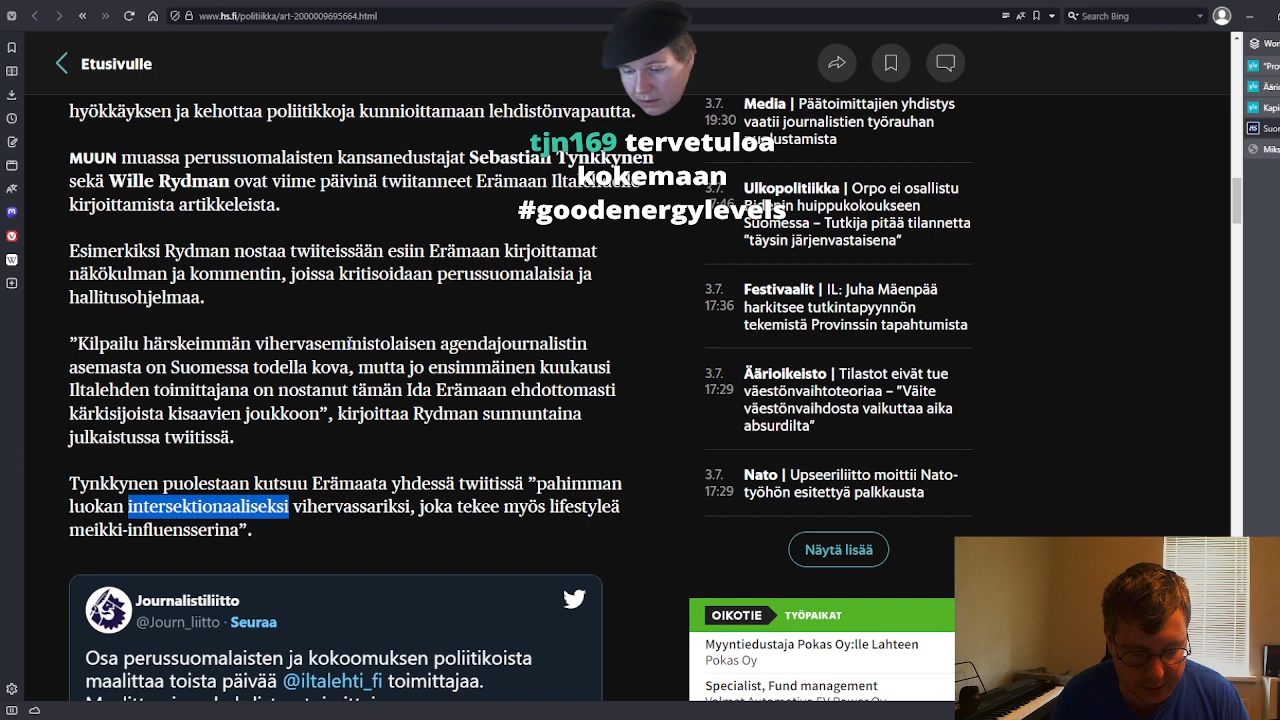 www.hs.fi/politiikka/art-2000009695664.html
Search Bing
Etusivulle
hyökkäyksen ja kehottaa poliitikkoja kunnioittamaan lehdistönvapautta.
MUUN muassa perussuomalaisten kansanedustajat Sebastian Tynkkynen
sekä Wille Rydman ovat viime päivinä twiitanneet Erämaan
kirjoittamista artikkeleista.
Esimerkiksi Rydman nostaa twiiteissään esiin Erämaan kirjoittamat
näkökulman ja kommentin, joissa kritisoidaan perussuomalaisia ja
hallitusohjelmaa.
”Kilpailu härskeimmän vihervasemmistolaisen agendajournalistin
asemasta on Suomessa todella kova, mutta jo ensimmäinen kuukausi
Iltalehden toimittajana on nostanut tämän Ida Erämaan ehdottomasti
kärkisijoista kisaavien joukkoon”, kirjoittaa Rydman sunnuntaina
julkaistussa twiitissä.
Tynkkynen puolestaan kutsuu Erämaata yhdessä twiitissä ”pahimman
luokan intersektionaaliseksi vihervassariksi, joka tekee myös lifestyleä
meikki-influensserina”.
Journalistiliitto
@Journ_liitto · Seuraa
Osa perussuomalaisten ja kokoomuksen poliitikoista
maalittaa toista päivää @iltalehti_fi toimittajaa.
tjn169 tervetuloa
kokemaan
#goodenergylevels
3.7. Media | Päätoimittajien yhdistys
19:30 vaatii journalistien työrauhan
3.7. Ulkopolitiikka | Orpo ei osallistu
huippukokoukseen
Suomessa – Tutkija pitää tilannetta
”täysin järjenvastaisena”
3.7. Festivaalit | IL: Juha Mäenpää
17:36 harkitsee tutkintapyynnön
tekemistä Provinssin tapahtumista
3.7. Äärioikeisto | Tilastot eivät tue
17:29 väestönvaihtoteoriaa – ”Väite
väestönvaihdosta vaikuttaa aika
absurdilta”
3.7. Nato | Upseeriliitto moittii Nato-
17:29 työhön esitettyä palkkausta
Näytä lisää
OIKOTIE TYÖPAIKAT
Myyntiedustaja Pokas Oy:lle Lahteen
Pokas Oy
Specialist, Fund management
yle
yle
yle
HS